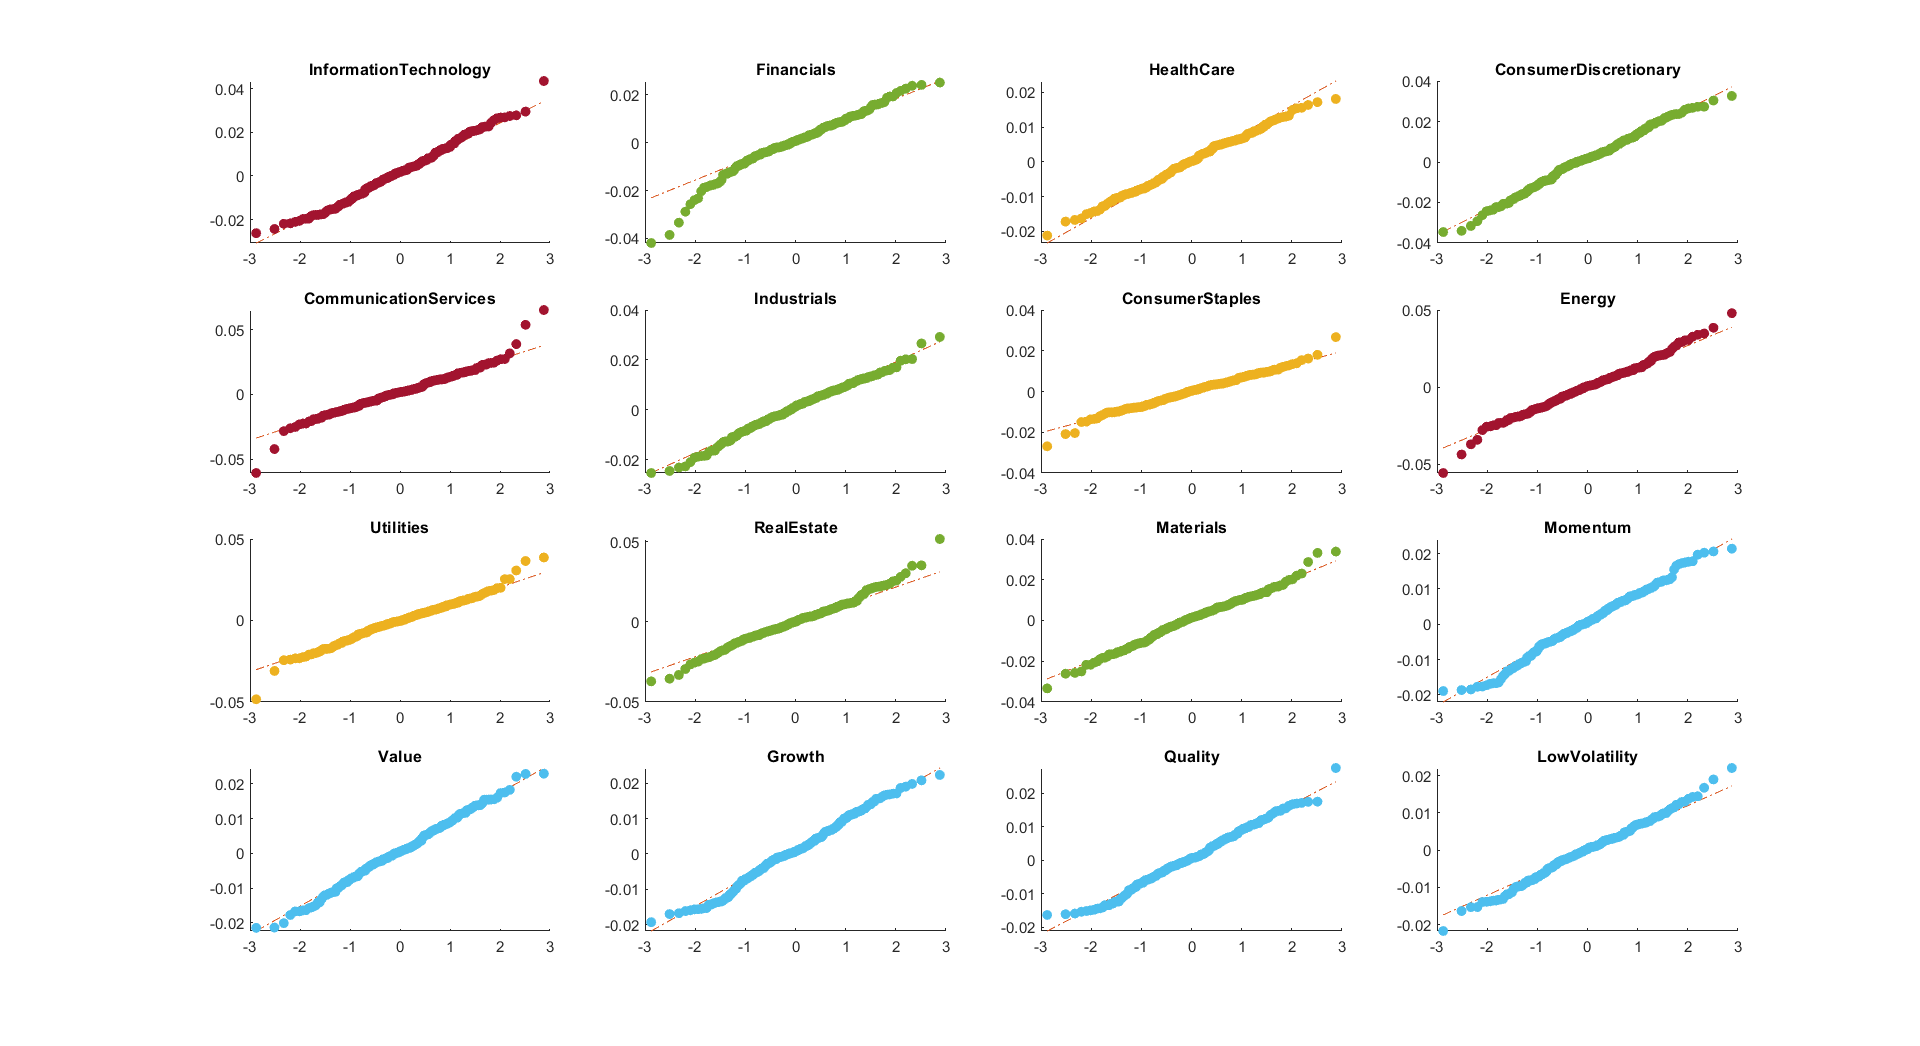 InformationTechnology Financials HealthCare ConsumerDiscretionary
0.04 0.02 0 -0.02
0.02 0 -0.02 -0.04
0.02 0.01 0 -0.01 -0.02
0.04 0.02 0 -0.02 -0.04
-3 -2 -1 0 1 2 3 -3 -2 -1 0 1 2 3 -3 -2 -1 0 1 2 3 -3 -2 -1 0 1 2 3
CommunicationServices Industrials ConsumerStaples Energy
0.05 0 -0.05
0.04 0.02 0 -0.02
0.04 0.02 0 -0.02 -0.04
0.05 0 -0.05
-3 -2 -1 0 1 2 3 -3 -2 -1 0 1 2 3 -3 -2 -1 0 1 2 3 -3 -2 -1 0 1 2 3
Utilities RealEstate Materials Momentum
0.05 0 -0.05
0.05 0 -0.05
0.04 0.02 0 -0.02 -0.04
0.02 0.01 0 -0.01 -0.02
-3 -2 -1 0 1 2 3 -3 -2 -1 0 1 2 3 -3 -2 -1 0 1 2 3 -3 -2 -1 0 1 2 3
Value Growth Quality LowVolatility
0.02 0.01 0 -0.01 -0.02
0.02 0.01 0 -0.01 -0.02
0.02 0.01 0 -0.01 -0.02
0.02 0.01 0 -0.01 -0.02
-3 -2 -1 0 1 2 3 -3 -2 -1 0 1 2 3 -3 -2 -1 0 1 2 3 -3 -2 -1 0 1 2 3